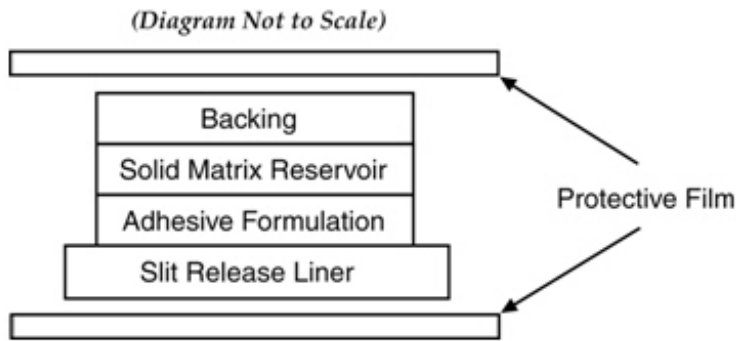 (Diagram Not to Scale)
Backing
Solid Matrix Reservoir
Adhesive Formulation
Protective Film
Slit Release Liner